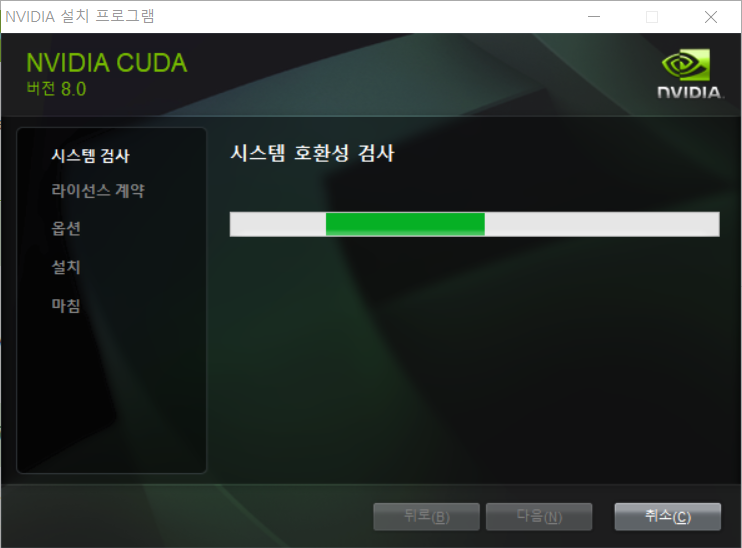 NVIDIA 설치 프로그램
NVIDIA CUDA
버전 8.0
NVIDIA.
시스템 검사
라이선스 계약
옵션
설치
마침
시스템 호환성 검사
뒤로(B)
다음(N)
취소(C)